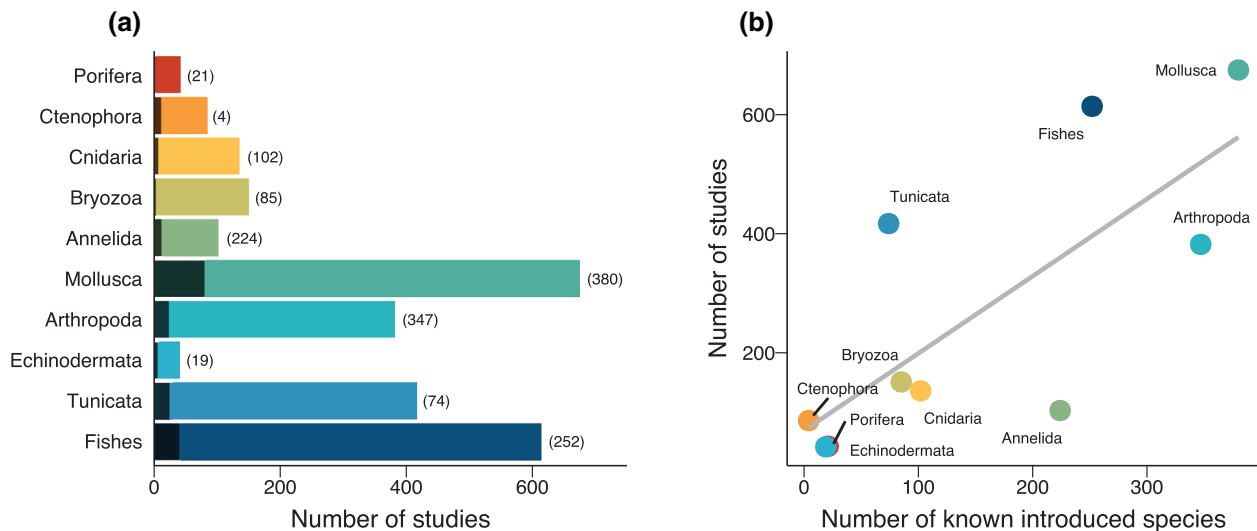 (a)
Porifera
(21)
Ctenophora
(4)
Cnidaria
(102)
Bryozoa
(85)
Annelida
(224)
Mollusca
(380)
Arthropoda
(347)
Echinodermata
(19)
Tunicata
(74)
Fishes
(252)
0
200
400
600
Number of studies
(b)
Number of studies
600
400
200
Mollusca
Fishes
Tunicata
Arthropoda
Bryozoa
Ctenophora
Cnidaria
Porifera
Annelida
Echinodermata
0
100
200
300
Number of known introduced species